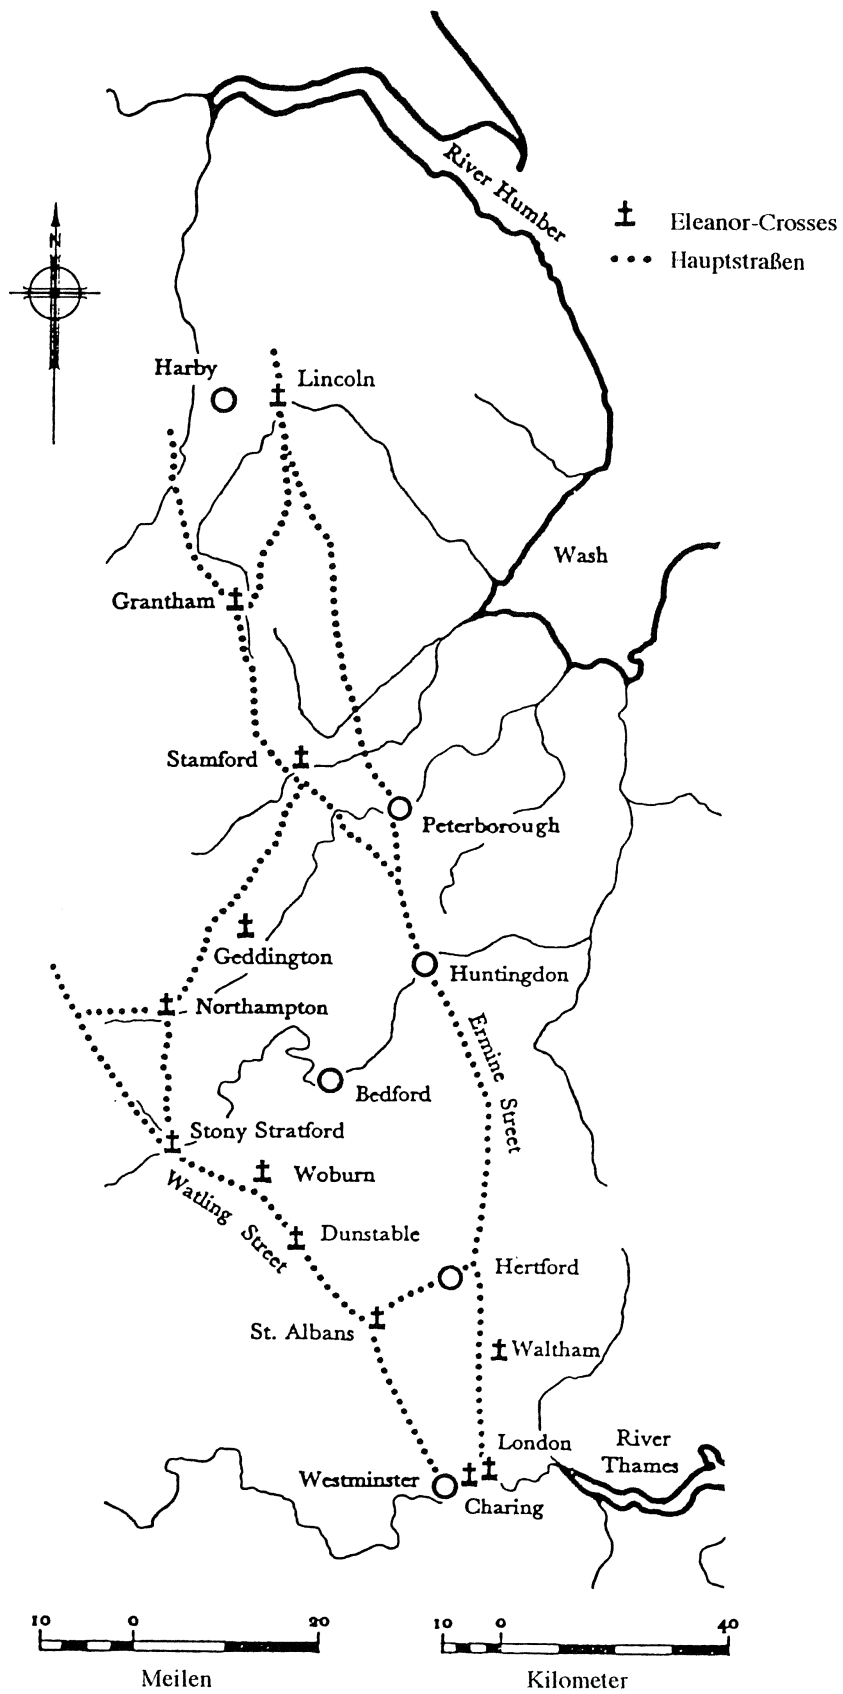 River Humber
Eleanor-Crosses
Hauptstraßen
N
Harby
Lincoln
Wash
Grantham
Stamford
Peterborough
Geddington
Huntingdon
Northampton
Ermine Street
Bedford
Stony Stratford
Woburn
Watling Street
Dunstable
Hertford
St. Albans
Waltham
London
River
Thames
Westminster
Charing
10 0 20
Meilen
10 0 40
Kilometer